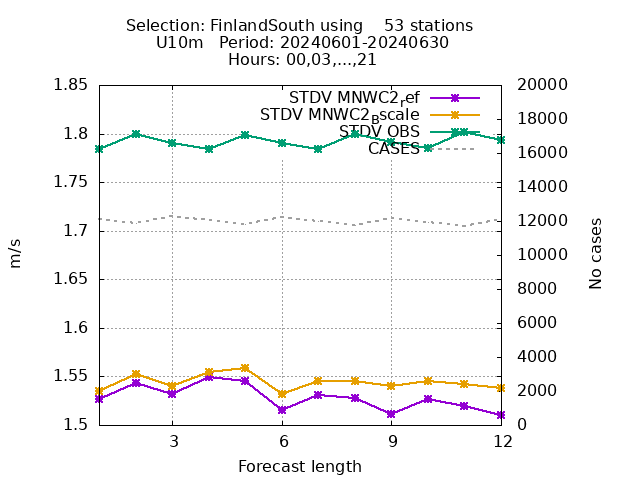 Selection: FinlandSouth using    53 stations
U10m   Period: 20240601-20240630
Hours: 00,03,...,21
1.85
1.8
1.75
1.7
1.65
1.6
1.55
1.5
m/s
STDV MNWC2_ref
STDV MNWC2_Bscale
STDV OBS
CASES
20000
18000
16000
14000
12000
10000
8000
6000
4000
2000
0
No cases
3 6 9 12
Forecast length